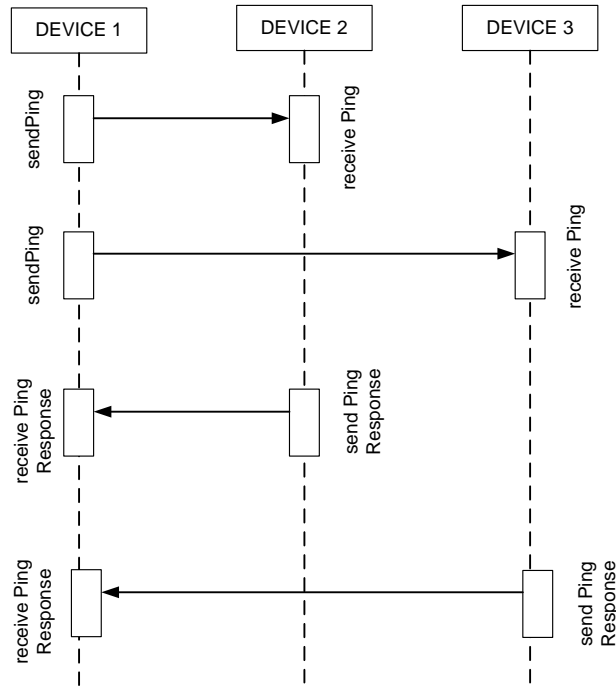 DEVICE 1
DEVICE 2
DEVICE 3
sendPing
receive Ping
sendPing
receive Ping
receive Ping
Response
send Ping
Response
receive Ping
Response
send Ping
Response